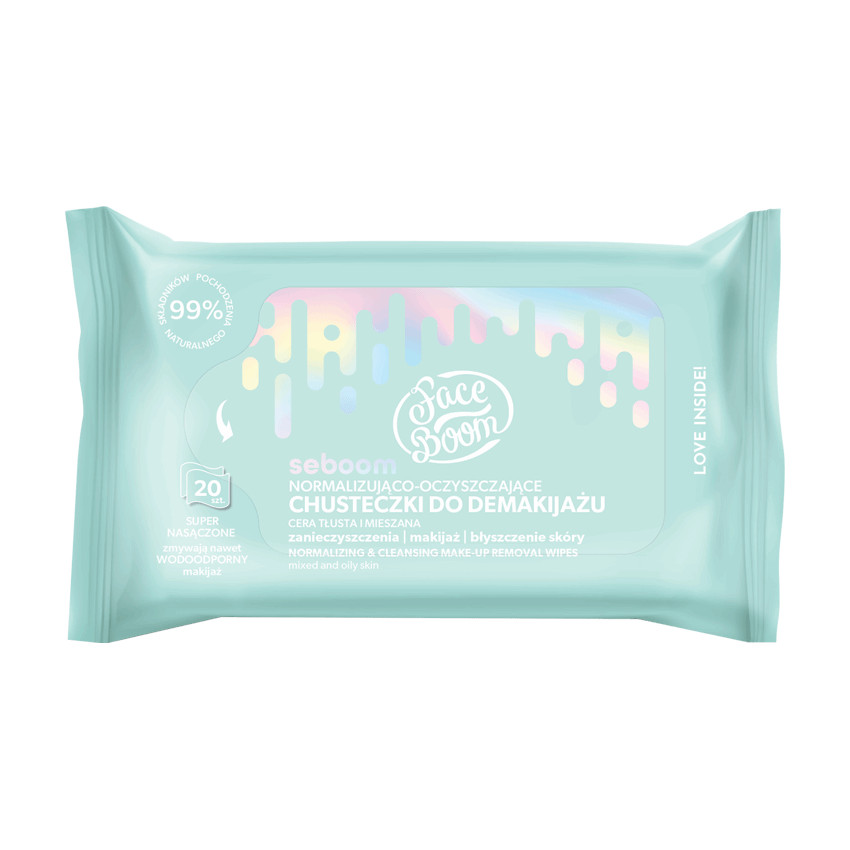 SKŁADNIKÓW POCHODZENIA
NATURALNEGO
99%
Face
Boom
LOVE INSIDE!
seboom
NORMALIZUJĄCO-OCZYSZCZAJĄCE
CHUSTECZKI DO DEMAKIJAŻU
CERA TŁUSTA I MIESZANA
zanieczyszczenia | makijaż | błyszczenie skóry
NORMALIZING & CLEANSING MAKE-UP REMOVAL WIPES
mixed and oily skin
20
szt.
SUPER
NASĄCZONE
zmywają nawet
WODOODPORNY
makijaż